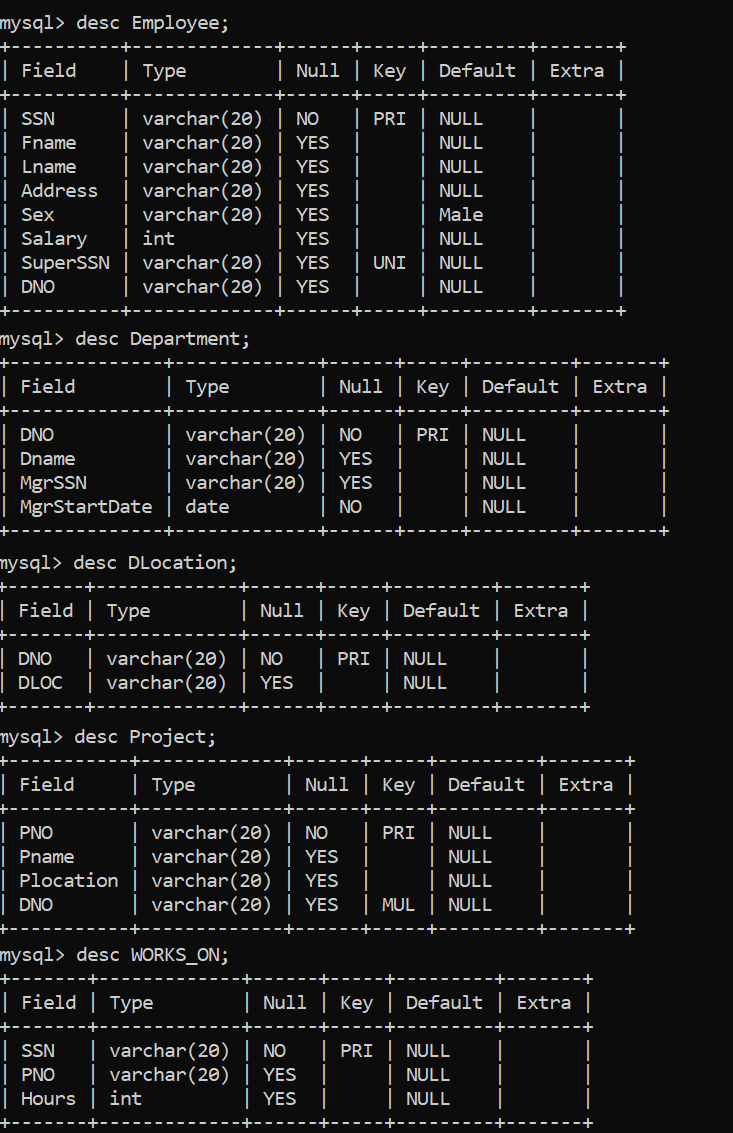 mysql> desc Employee;
+----------+-------------+------+-----+---------+-------+
| Field    | Type        | Null | Key | Default | Extra |
+----------+-------------+------+-----+---------+-------+
| SSN      | varchar(20) | NO   | PRI | NULL    |       |
| Fname    | varchar(20) | YES  |     | NULL    |       |
| Lname    | varchar(20) | YES  |     | NULL    |       |
| Address  | varchar(20) | YES  |     | NULL    |       |
| Sex      | varchar(20) | YES  |     | Male    |       |
| Salary   | int         | YES  |     | NULL    |       |
| SuperSSN | varchar(20) | YES  | UNI | NULL    |       |
| DNO      | varchar(20) | YES  |     | NULL    |       |
+----------+-------------+------+-----+---------+-------+
mysql> desc Department;
+--------------+-------------+------+-----+---------+-------+
| Field        | Type        | Null | Key | Default | Extra |
+--------------+-------------+------+-----+---------+-------+
| DNO          | varchar(20) | NO   | PRI | NULL    |       |
| Dname        | varchar(20) | YES  |     | NULL    |       |
| MgrSSN       | varchar(20) | YES  |     | NULL    |       |
| MgrStartDate | date        | NO   |     | NULL    |       |
+--------------+-------------+------+-----+---------+-------+
mysql> desc DLocation;
+-------+-------------+------+-----+---------+-------+
| Field | Type        | Null | Key | Default | Extra |
+-------+-------------+------+-----+---------+-------+
| DNO   | varchar(20) | NO   | PRI | NULL    |       |
| DLOC  | varchar(20) | YES  |     | NULL    |       |
+-------+-------------+------+-----+---------+-------+
mysql> desc Project;
+-----------+-------------+------+-----+---------+-------+
| Field     | Type        | Null | Key | Default | Extra |
+-----------+-------------+------+-----+---------+-------+
| PNO       | varchar(20) | NO   | PRI | NULL    |       |
| Pname     | varchar(20) | YES  |     | NULL    |       |
| Plocation | varchar(20) | YES  |     | NULL    |       |
| DNO       | varchar(20) | YES  | MUL | NULL    |       |
+-----------+-------------+------+-----+---------+-------+
mysql> desc WORKS_ON;
+-------+-------------+------+-----+---------+-------+
| Field | Type        | Null | Key | Default | Extra |
+-------+-------------+------+-----+---------+-------+
| SSN   | varchar(20) | NO   | PRI | NULL    |       |
| PNO   | varchar(20) | YES  |     | NULL    |       |
| Hours | int         | YES  |     | NULL    |       |
+-------+-------------+------+-----+---------+-------+